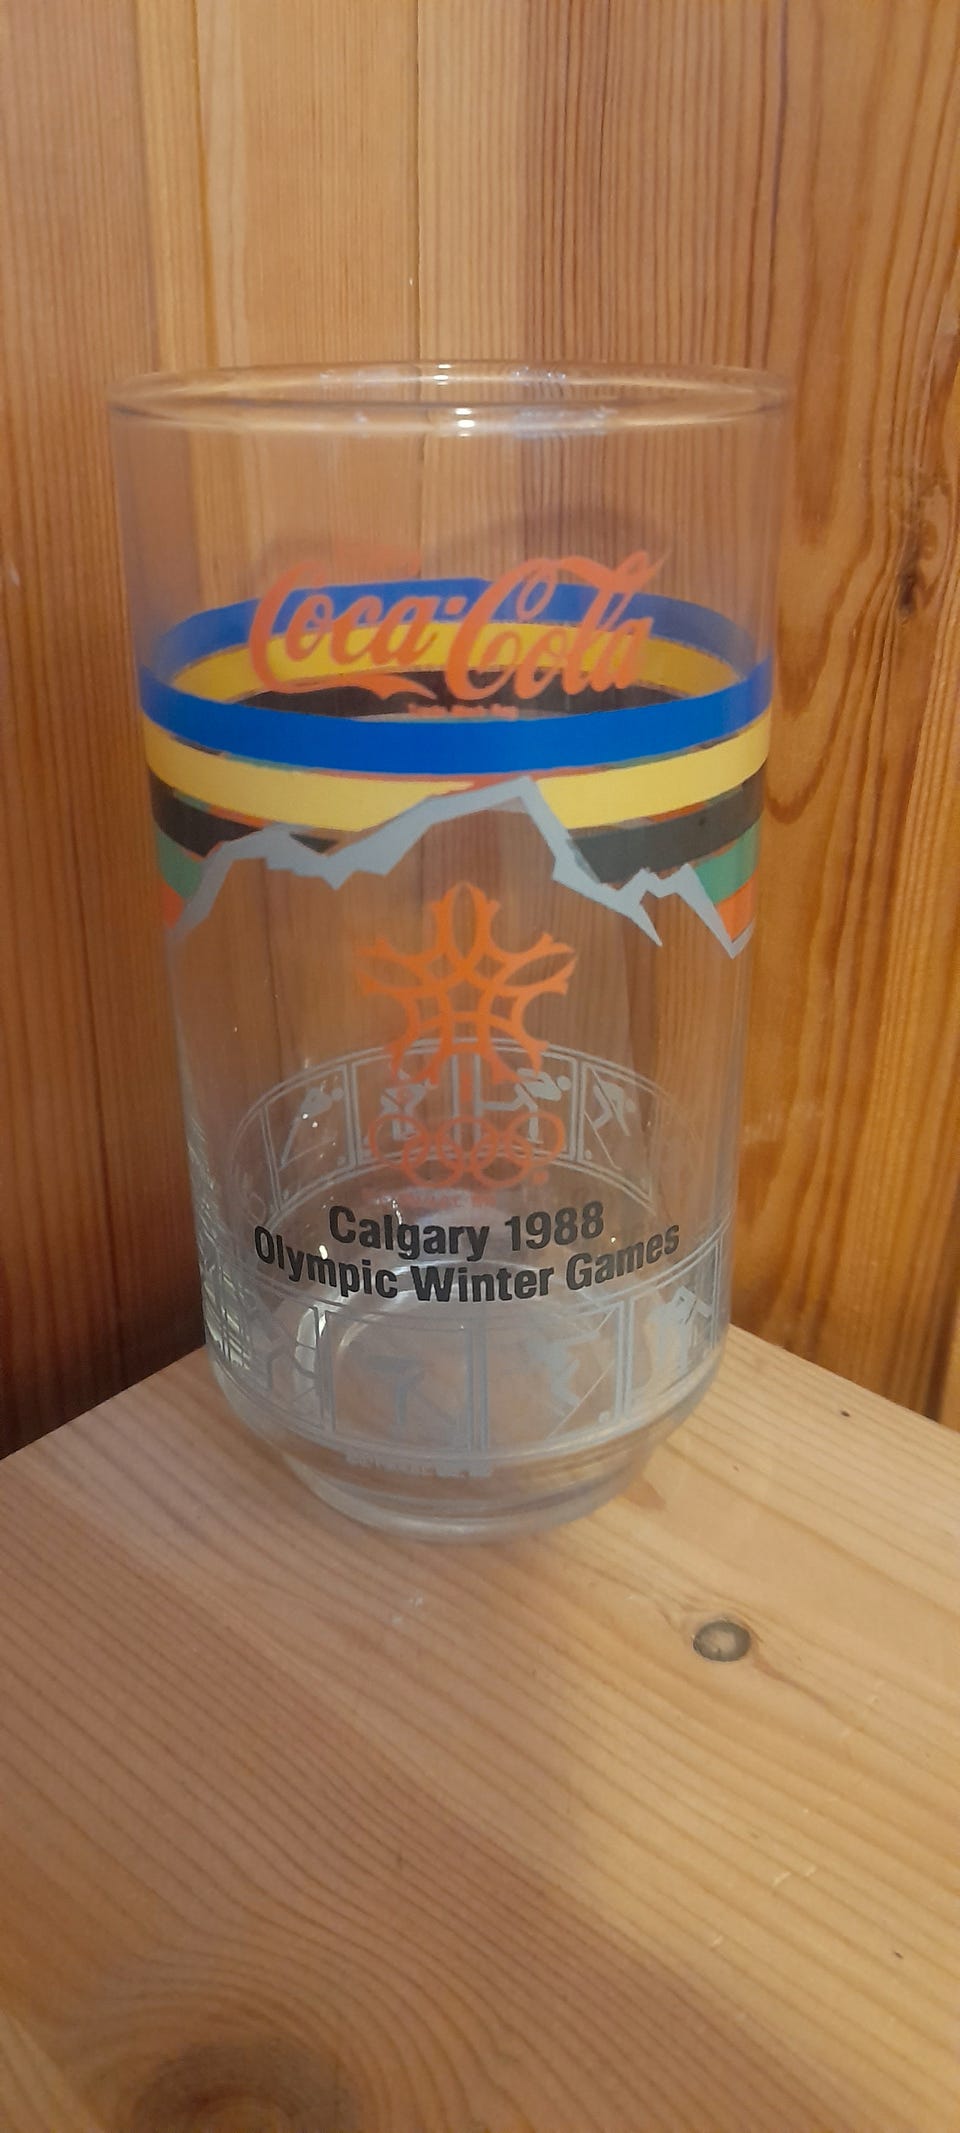 Coca-Cola
Calgary 1988
Olympic Winter Games